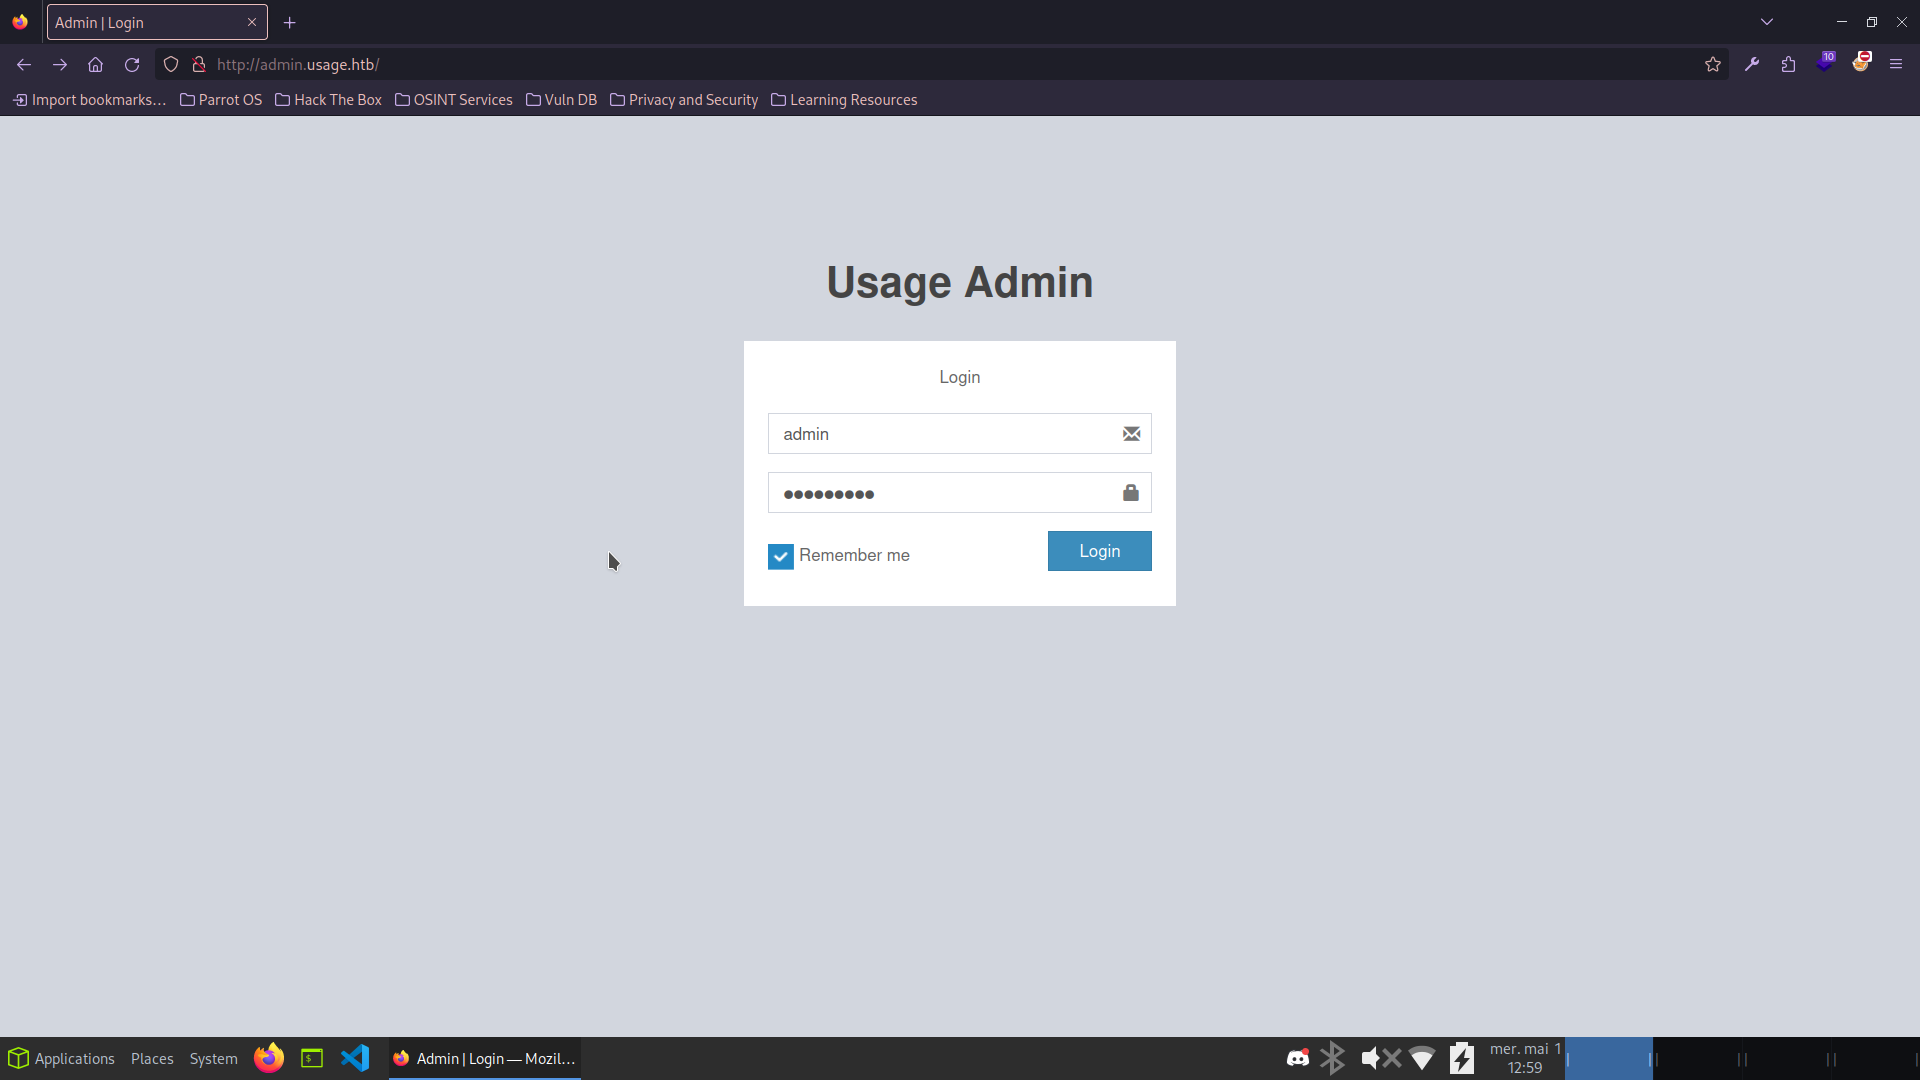 Admin | Login
http://admin.usage.htb/
10
Import bookmarks... Parrot OS Hack The Box OSINT Services Vuln DB Privacy and Security Learning Resources
Usage Admin
Login
admin
Remember me
Login
Applications Places System $ Admin | Login — Mozil... mer. mai 1
12:59